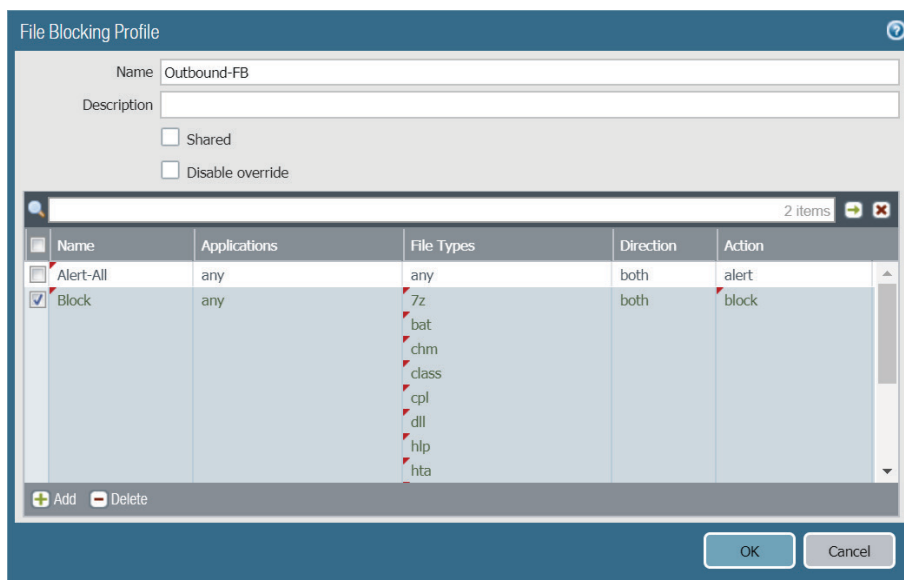 File Blocking Profile
Name Outbound-FB
Description
Shared
Disable override
2 items
Name Applications File Types Direction Action
Alert-All any any both alert
Block any 7z both block
bat
chm
class
cpl
dll
hlp
hta
Add Delete
OK Cancel